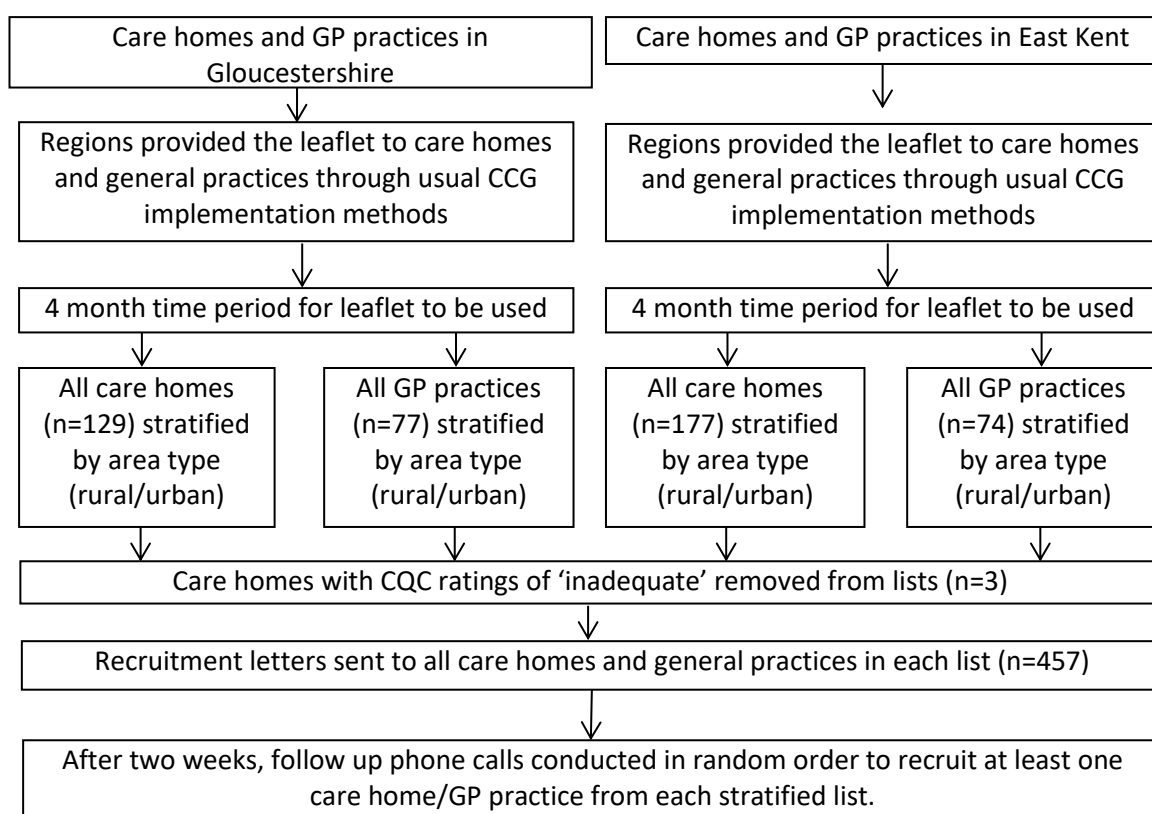 Care homes and GP practices in
Gloucestershire
Care homes and GP practices in East Kent
Regions provided the leaflet to care homes
and general practices through usual CCG
implementation methods
Regions provided the leaflet to care homes
and general practices through usual CCG
implementation methods
4 month time period for leaflet to be used
4 month time period for leaflet to be used
All care homes
(n=129) stratified
by area type
(rural/urban)
All GP practices
(n=77) stratified
by area type
(rural/urban)
All care homes
(n=177) stratified
by area type
(rural/urban)
All GP practices
(n=74) stratified
by area type
(rural/urban)
Care homes with CQC ratings of ‘inadequate’ removed from lists (n=3)
Recruitment letters sent to all care homes and general practices in each list (n=457)
After two weeks, follow up phone calls conducted in random order to recruit at least one
care home/GP practice from each stratified list.